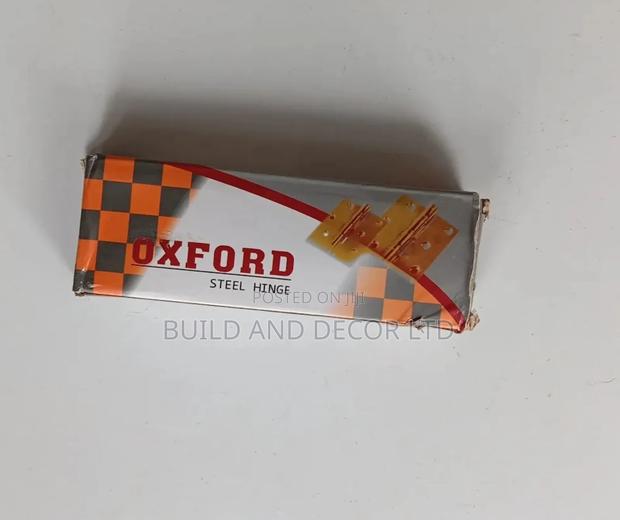 OXFORD
STEEL HINGE
POSTED ON JIJI
BUILD AND DECOR LTD